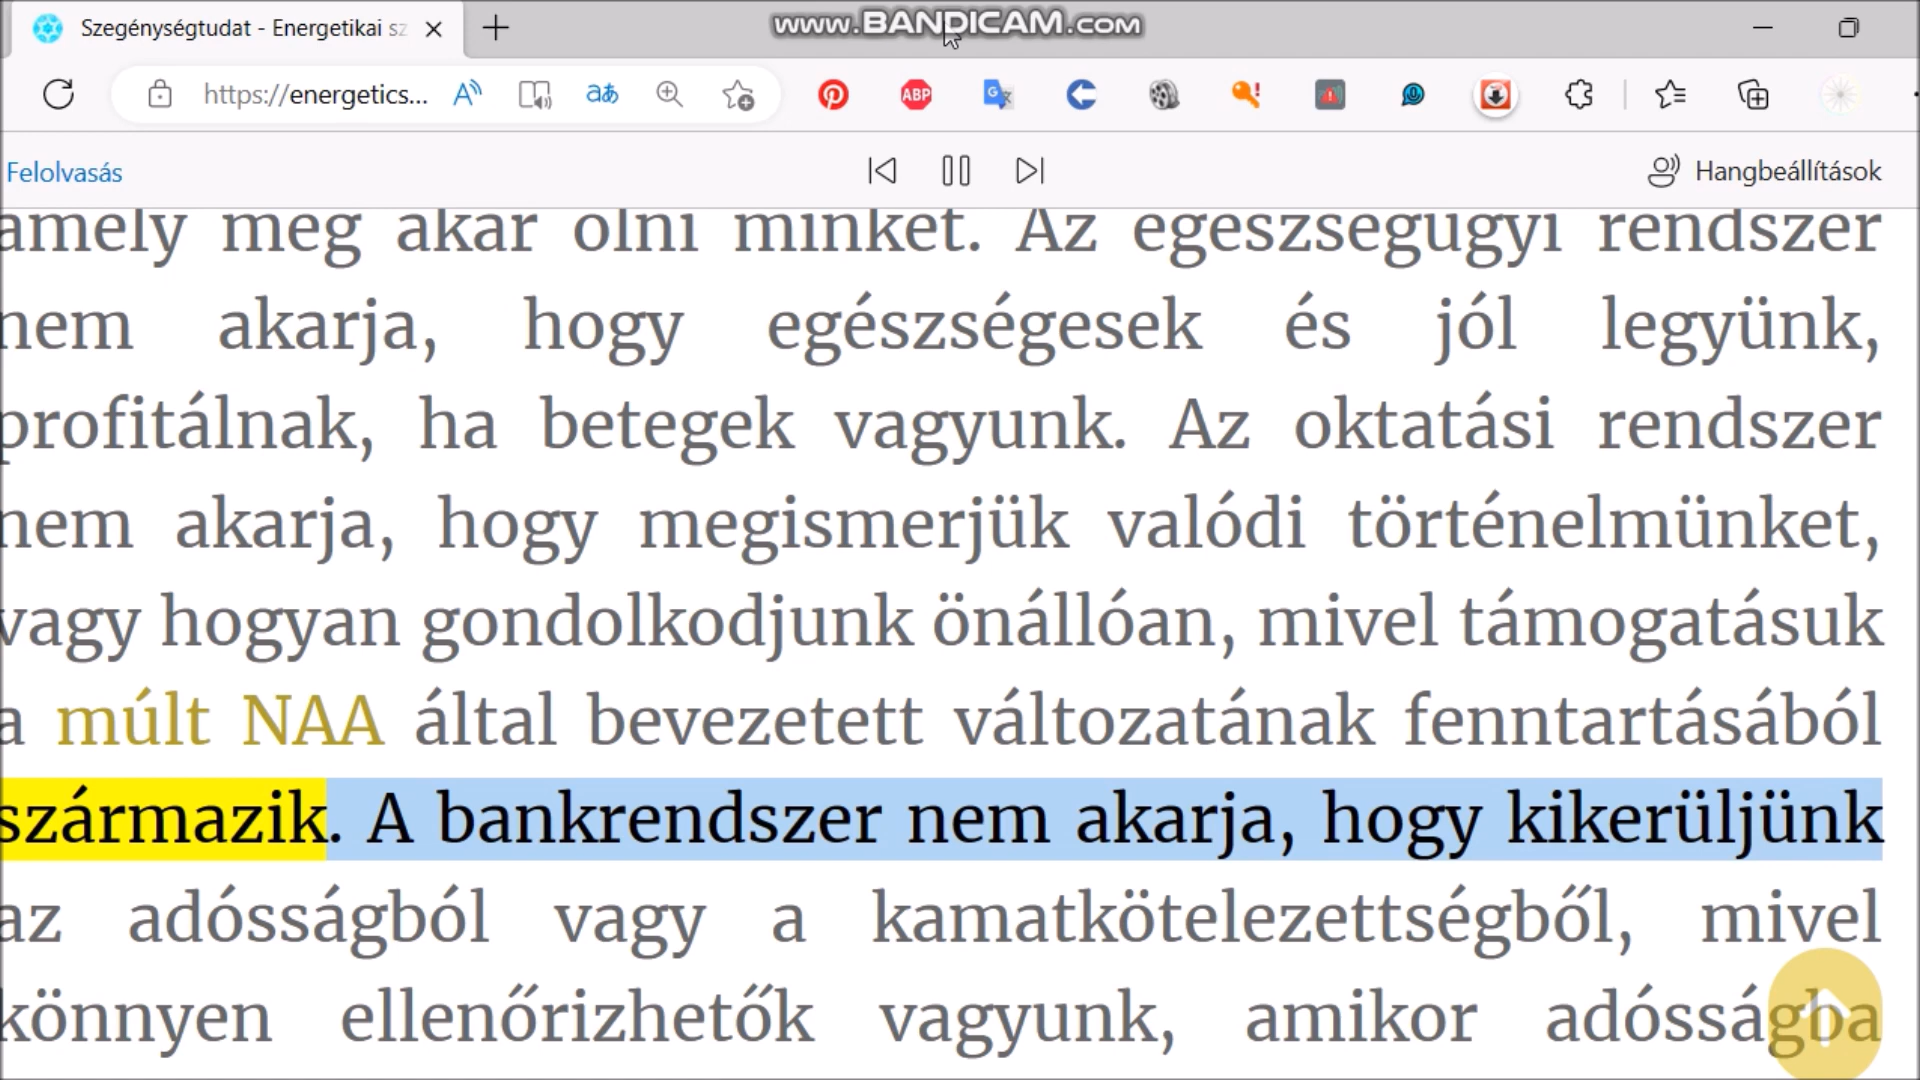 Szegénységtudat - Energetikai sz
www.BANDICAM.com
https://energetics...
ABP
Felolvasás
Hangbeállítások
amely meg akar ölni minket. Az egészségügyi rendszer
nem akarja, hogy egészségesek és jól legyünk,
profitálnak, ha betegek vagyunk. Az oktatási rendszer
nem akarja, hogy megismerjük valódi történelmünket,
vagy hogyan gondolkodjunk önállóan, mivel támogatásuk
a múlt NAA által bevezetett változatának fenntartásából
származik. A bankrendszer nem akarja, hogy kikerüljünk
az adósságból vagy a kamatkötelezettségből, mivel
könnyen ellenőrizhetők vagyunk, amikor adósságba